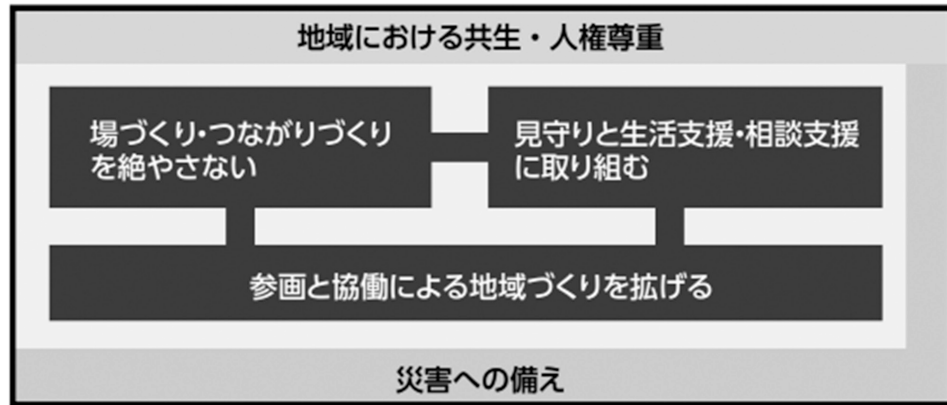 地域における共生・人権尊重
場づくり・つながりづくり
を絶やさない
見守りと生活支援・相談支援
に取り組む
参画と協働による地域づくりを拡げる
災害への備え